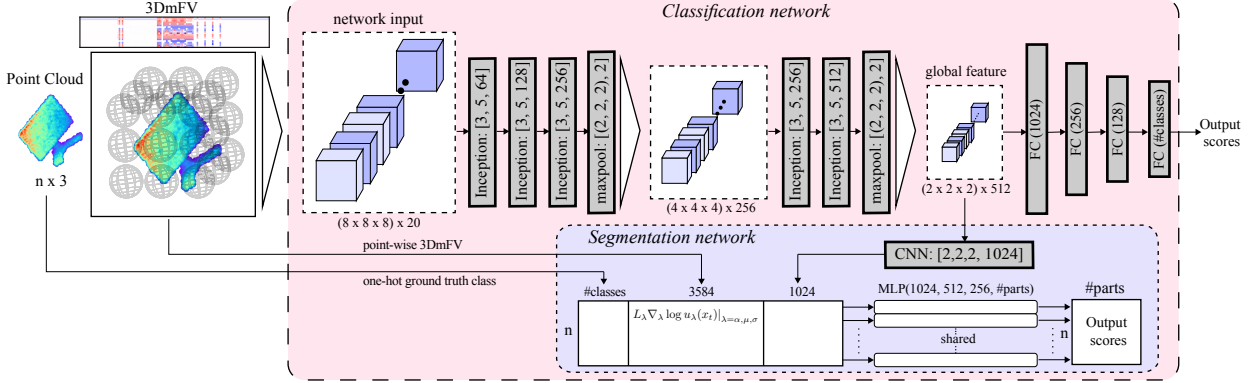 3DmFV
Point Cloud
n x 3
Classification network
network input
(8 x 8 x 8) x 20
Inception: [3, 5, 64]
Inception: [3, 5, 128]
Inception: [3, 5, 256]
maxpool: [(2, 2, 2), 2]
(4 x 4 x 4) x 256
Inception: [3, 5, 256]
Inception: [3, 5, 512]
maxpool: [(2, 2, 2), 2]
global feature
(2 x 2 x 2) x 512
FC (1024)
FC (256)
FC (128)
FC (#classes)
Output
scores
Segmentation network
point-wise 3DmFV
one-hot ground truth class
CNN: [2,2,2, 1024]
#classes
3584
1024
MLP(1024, 512, 256, #parts)
#parts
n
L_λ∇_λ log u_λ(x_t)|_{λ=α,μ,σ}
shared
n
Output
scores